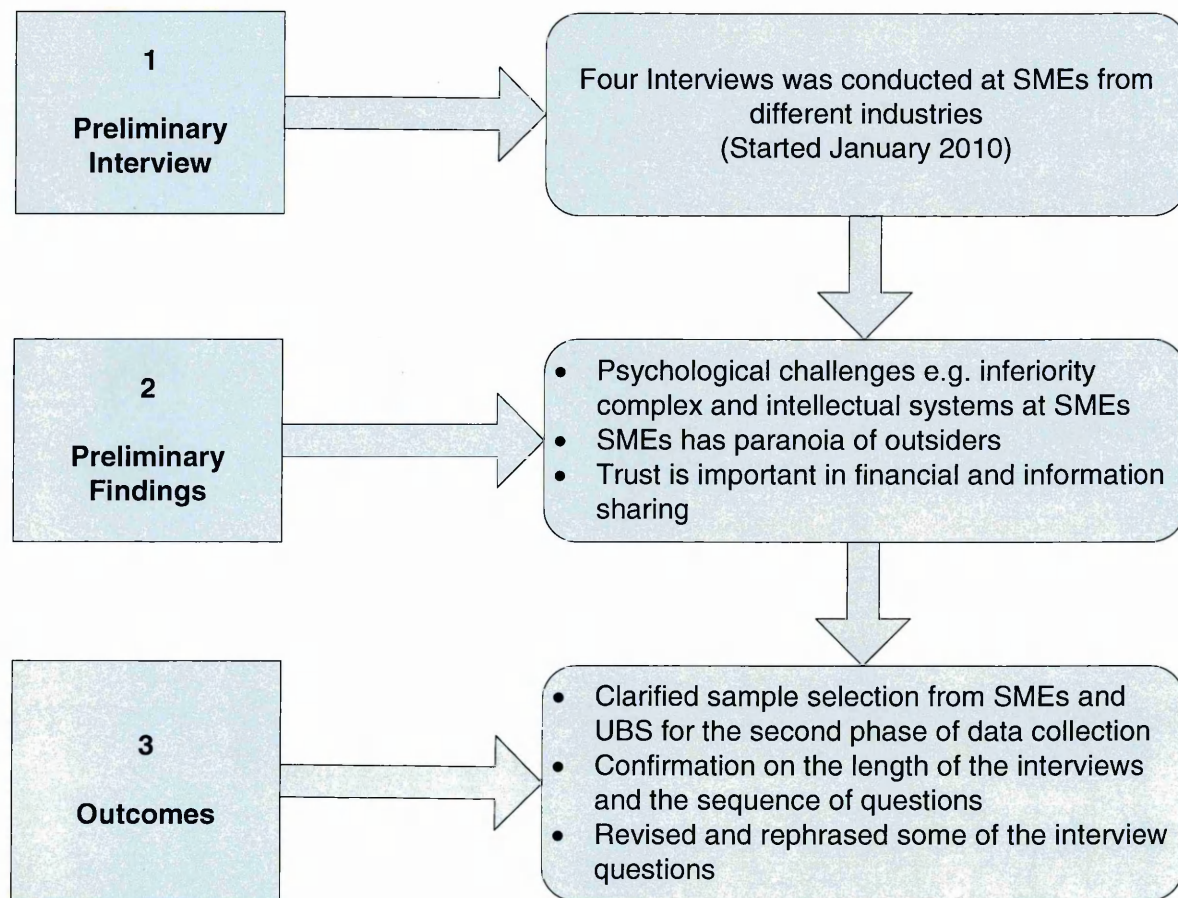 1
Preliminary
Interview
Four Interviews was conducted at SMEs from
different industries
(Started January 2010)
2
Preliminary
Findings
• Psychological challenges e.g. inferiority
complex and intellectual systems at SMEs
• SMEs has paranoia of outsiders
• Trust is important in financial and information
sharing
3
Outcomes
• Clarified sample selection from SMEs and
UBS for the second phase of data collection
• Confirmation on the length of the interviews
and the sequence of questions
• Revised and rephrased some of the interview
questions